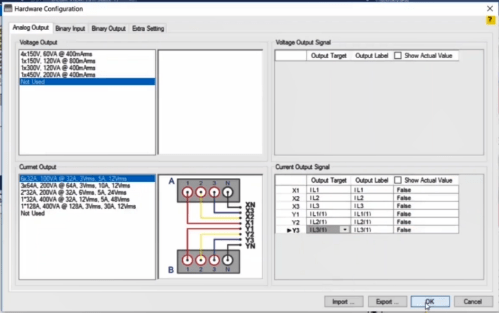 Hardware Configuration
?
Analog Output Binary Input Binary Output Extra Setting
Voltage Output
4x150V, 60VA @ 400mArms
1x150V, 120VA @ 800mArms
1x300V, 120VA @ 400mArms
1x450V, 200VA @ 400mArms
Not Used
Voltage Output Signal
Output Target Output Label Show Actual Value
Current Output
6x32A, 100VA @ 32A, 3Vrms, 5A, 12Vrms
3x64A, 200VA @ 64A, 3Vrms, 10A, 12Vrms
2*32A, 200VA @ 32A, 6Vrms, 5A, 24Vrms
1*32A, 400VA @ 32A, 12Vrms, 5A, 48Vrms
1*128A, 400VA @ 128A, 3Vrms, 30A, 12Vrms
Not Used
A
1 2 3 N
XN
X3
X2
X1
Y1
Y2
Y3
YN
B
1 2 3 N
Current Output Signal
Output Target Output Label Show Actual Value
X1 I L1 I L1 False
X2 I L2 I L2 False
X3 I L3 I L3 False
Y1 I L1(1) I L1(1) False
Y2 I L2(1) I L2(1) False
Y3 I L3(1) I L3(1) False
Import ... Export ... OK Cancel